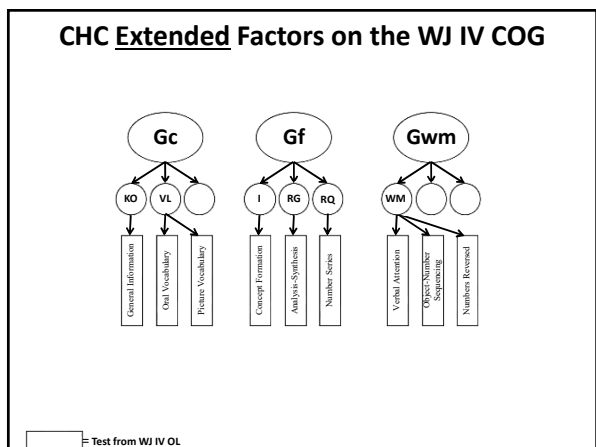 CHC Extended Factors on the WJ IV COG
Gc
Gf
Gwm
KO
VL
I
RG
RQ
WM
General Information
Oral Vocabulary
Picture Vocabulary
Concept Formation
Analysis-Synthesis
Number Series
Verbal Attention
Object-Number
Sequencing
Numbers Reversed
= Test from WJ IV OL